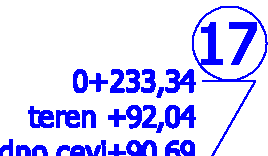 17
0+233,34
teren +92,04
dno cevi+90,69